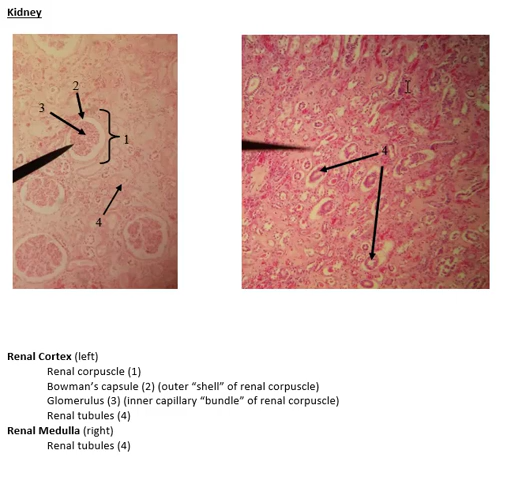 Kidney
2
3
1
4
4
Renal Cortex (left)
Renal corpuscle (1)
Bowman’s capsule (2) (outer “shell” of renal corpuscle)
Glomerulus (3) (inner capillary “bundle” of renal corpuscle)
Renal tubules (4)
Renal Medulla (right)
Renal tubules (4)